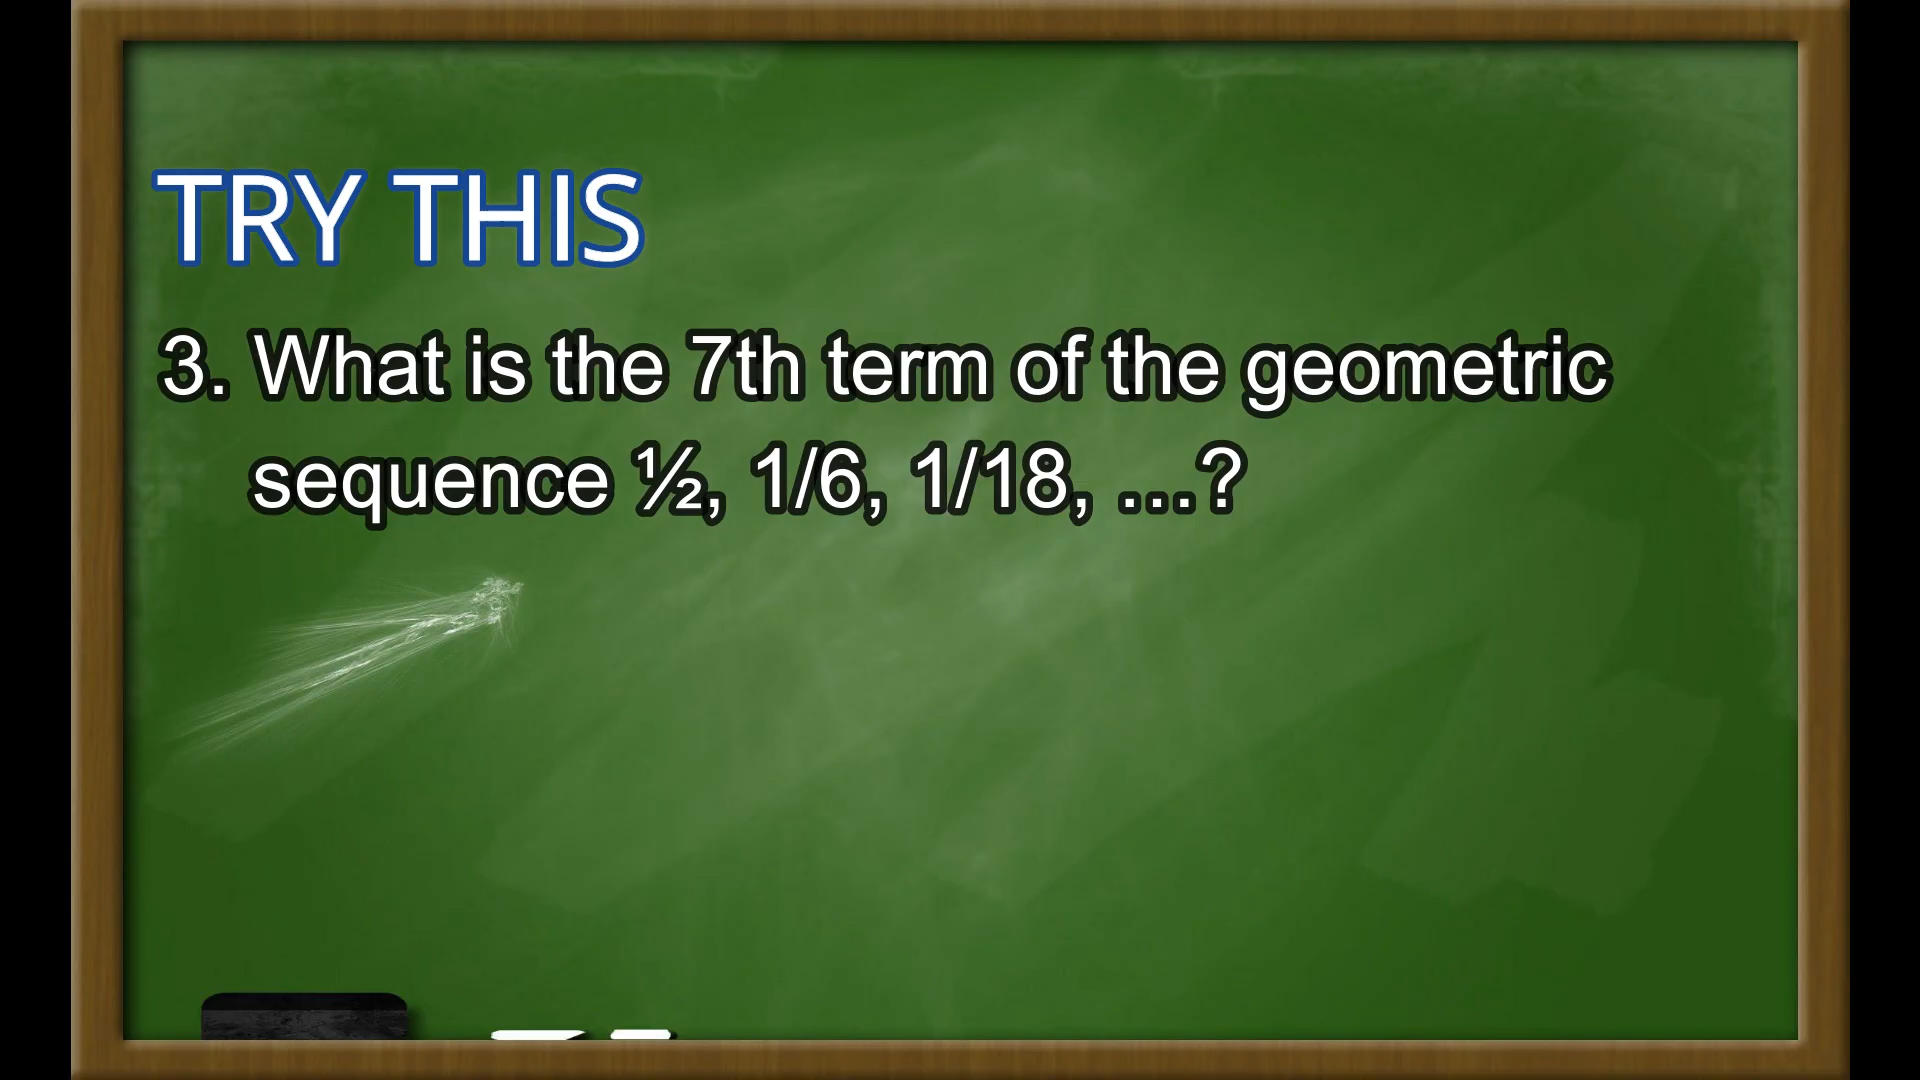 TRY THIS
3. What is the 7th term of the geometric
sequence ½, 1/6, 1/18, ...?